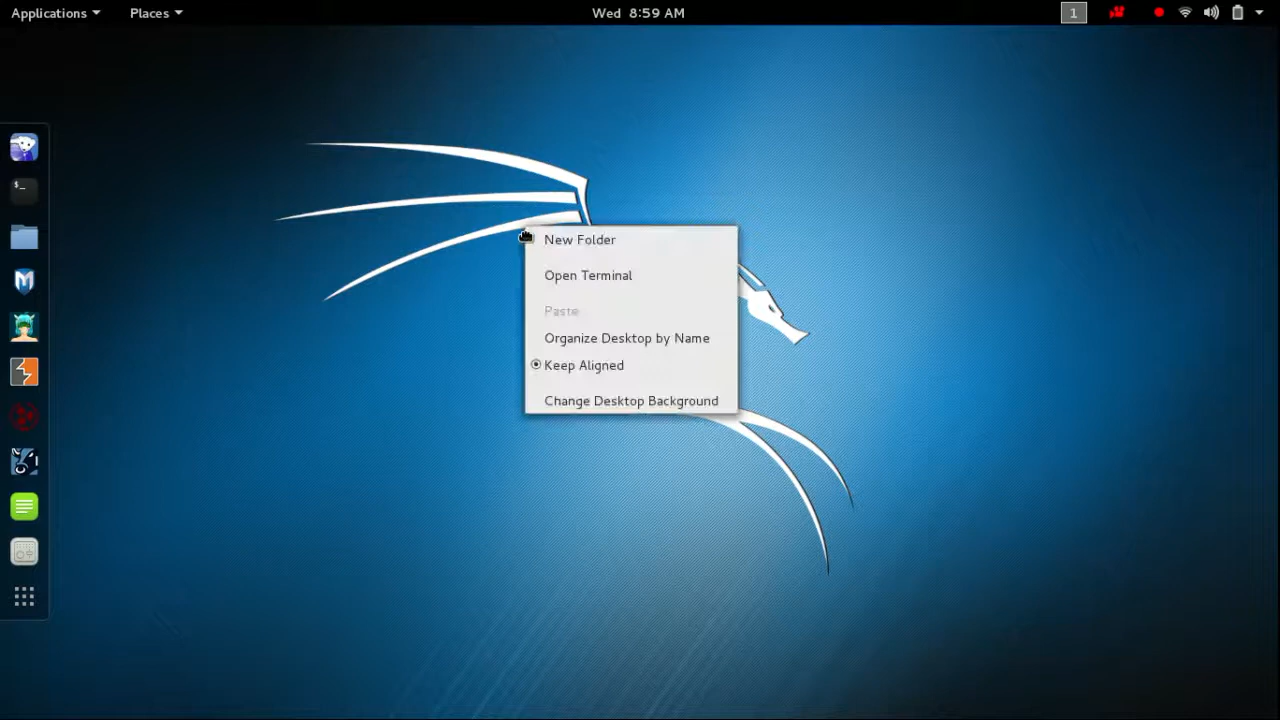 Applications
Places
Wed 8:59 AM
1
$_
New Folder
Open Terminal
Paste
Organize Desktop by Name
Keep Aligned
Change Desktop Background